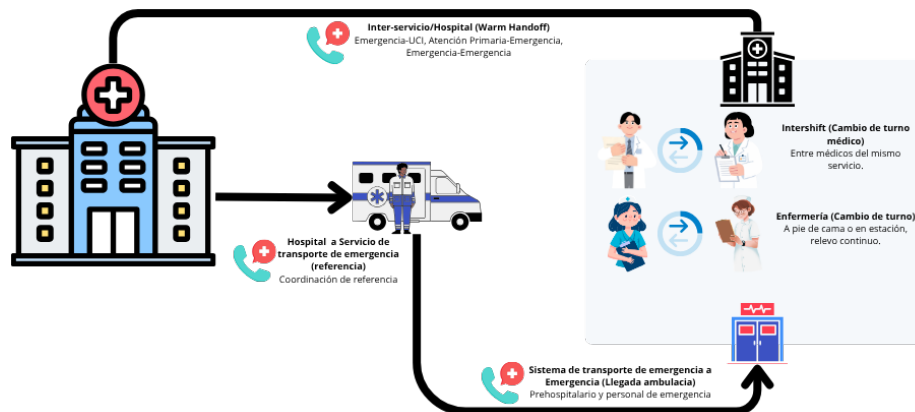 Inter-servicio/Hospital (Warm Handoff)
Emergencia-UCI, Atención Primaria-Emergencia,
Emergencia-Emergencia
Intershift (Cambio de turno
médico)
Entre médicos del mismo
servicio.
Enfermería (Cambio de turno)
A pie de cama o en estación,
relevo continuo.
Hospital a Servicio de
transporte de emergencia
(referencia)
Coordinación de referencia
Sistema de transporte de emergencia a
Emergencia (Llegada ambulacia)
Prehospitalario y personal de emergencia